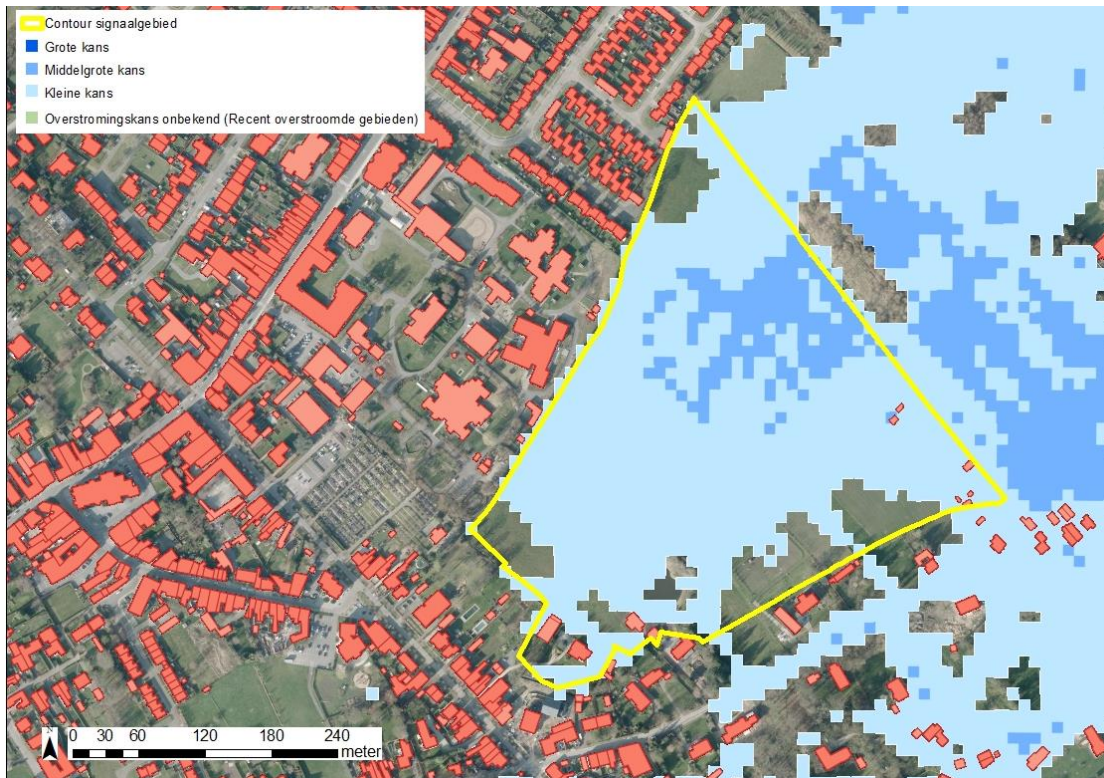 Contour signaalgebied
Grote kans
Middelgrote kans
Kleine kans
Overstromingskans onbekend (Recent overstroomde gebieden)
N
0 30 60 120 180 240
meter